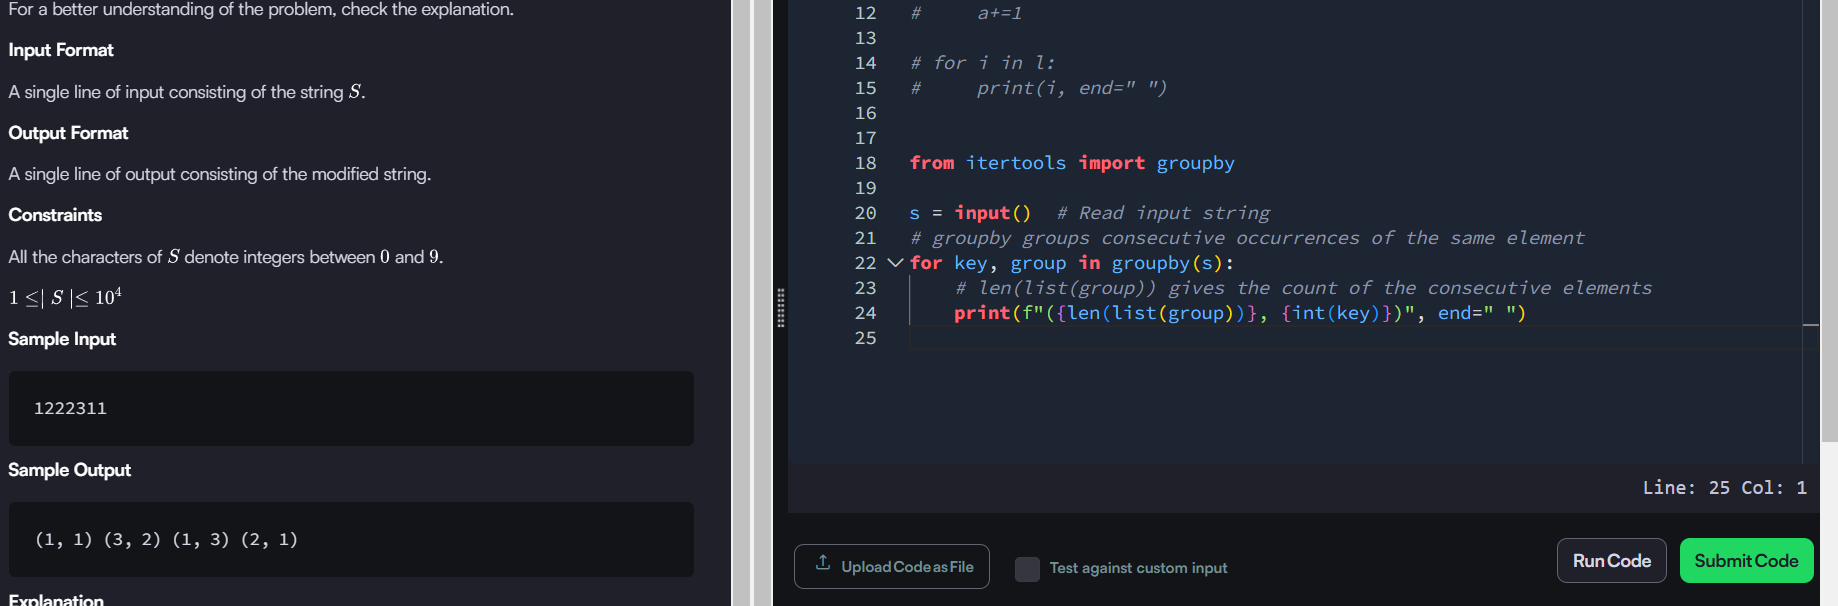 For a better understanding of the problem, check the explanation.
Input Format
A single line of input consisting of the string S.
Output Format
A single line of output consisting of the modified string.
Constraints
All the characters of S denote integers between 0 and 9.
1 ≤| S |≤ 10⁴
Sample Input
1222311
Sample Output
(1, 1) (3, 2) (1, 3) (2, 1)
Explanation
12 #     a+=1
13
14 # for i in l:
15 #     print(i, end=" ")
16
17
18 from itertools import groupby
19
20 s = input()  # Read input string
21 # groupby groups consecutive occurrences of the same element
22 for key, group in groupby(s):
23     # len(list(group)) gives the count of the consecutive elements
24     print(f"({len(list(group))}, {int(key)})", end=" ")
25
Line: 25 Col: 1
Upload Code as File
Test against custom input
Run Code
Submit Code